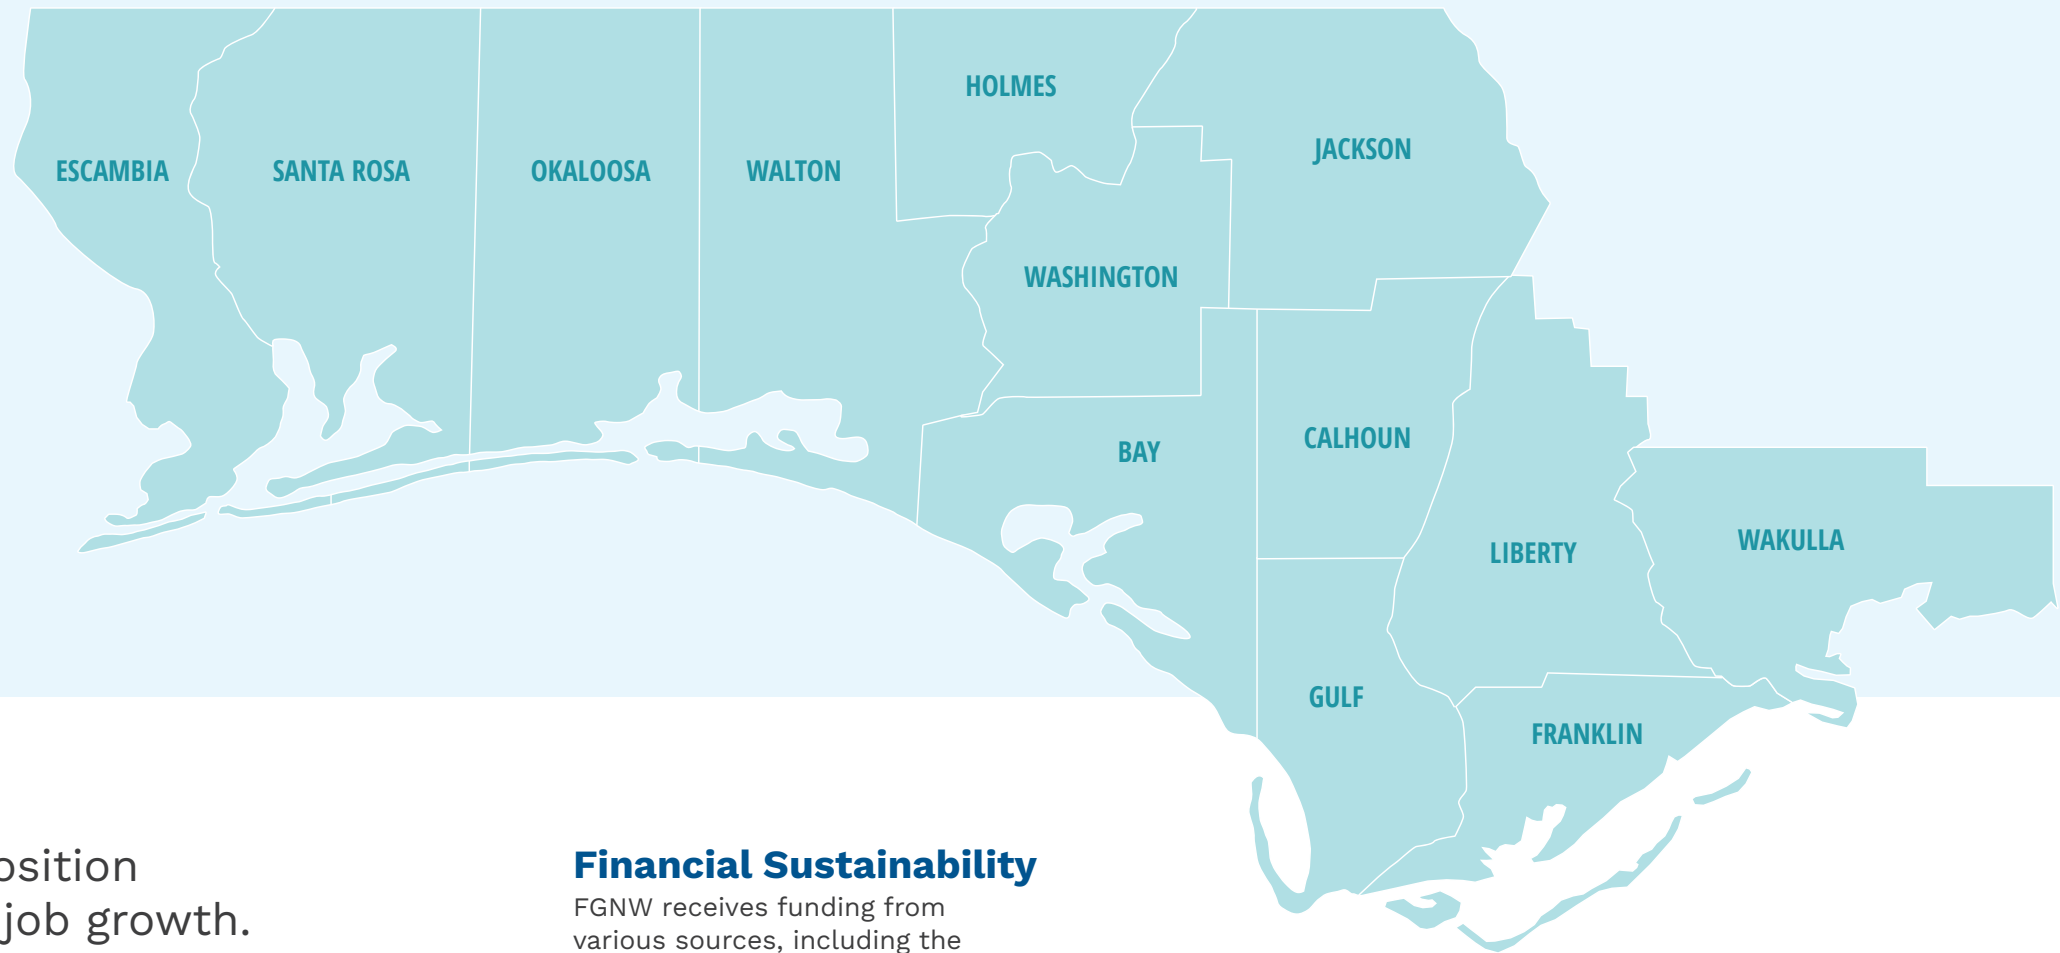 HOLMES
JACKSON
ESCAMBIA
SANTA ROSA
OKALOOSA
WALTON
WASHINGTON
BAY
CALHOUN
LIBERTY
WAKULLA
GULF
FRANKLIN
job growth.
Financial Sustainability
FGNW receives funding from
various sources, including the